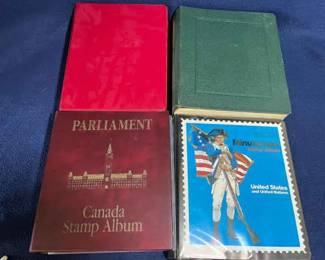 PARLIAMENT
Canada
Stamp Album
United States
and United Nations